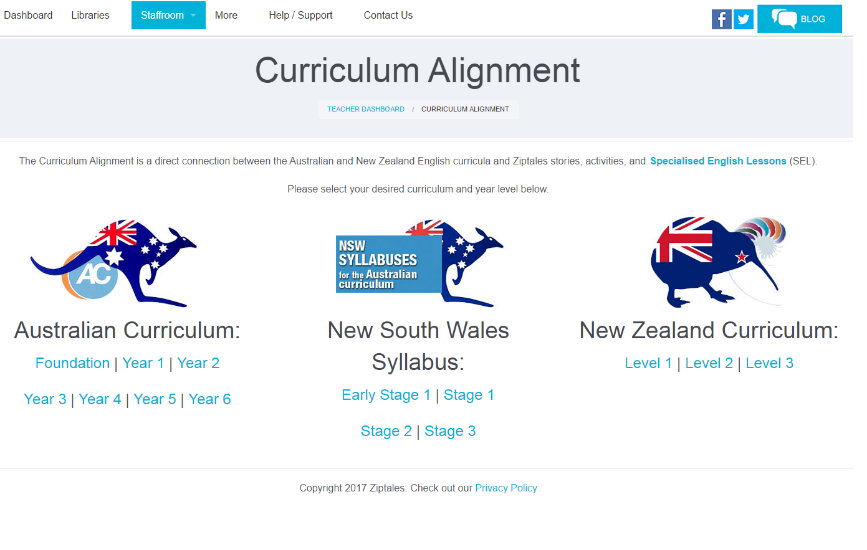 Dashboard Libraries Staffroom More Help / Support Contact Us f BLOG
Curriculum Alignment
TEACHER DASHBOARD / CURRICULUM ALIGNMENT
The Curriculum Alignment is a direct connection between the Australian and New Zealand English curricula and Ziptales stories, activities, and Specialised English Lessons (SEL).
Please select your desired curriculum and year level below.
AC
NSW
SYLLABUSES
for the Australian
curriculum
Australian Curriculum:
Foundation | Year 1 | Year 2
Year 3 | Year 4 | Year 5 | Year 6
New South Wales
Syllabus:
Early Stage 1 | Stage 1
Stage 2 | Stage 3
New Zealand Curriculum:
Level 1 | Level 2 | Level 3
Copyright 2017 Ziptales. Check out our Privacy Policy